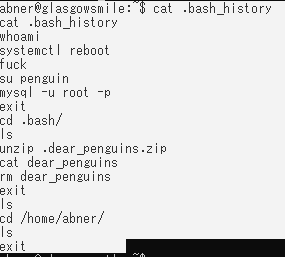 abner@glasgowsmile:~$ cat .bash_history
cat .bash_history
whoami
systemctl reboot
fuck
su penguin
mysql -u root -p
exit
cd .bash/
ls
unzip .dear_penguins.zip
cat dear_penguins
rm dear_penguins
exit
ls
cd /home/abner/
ls
exit